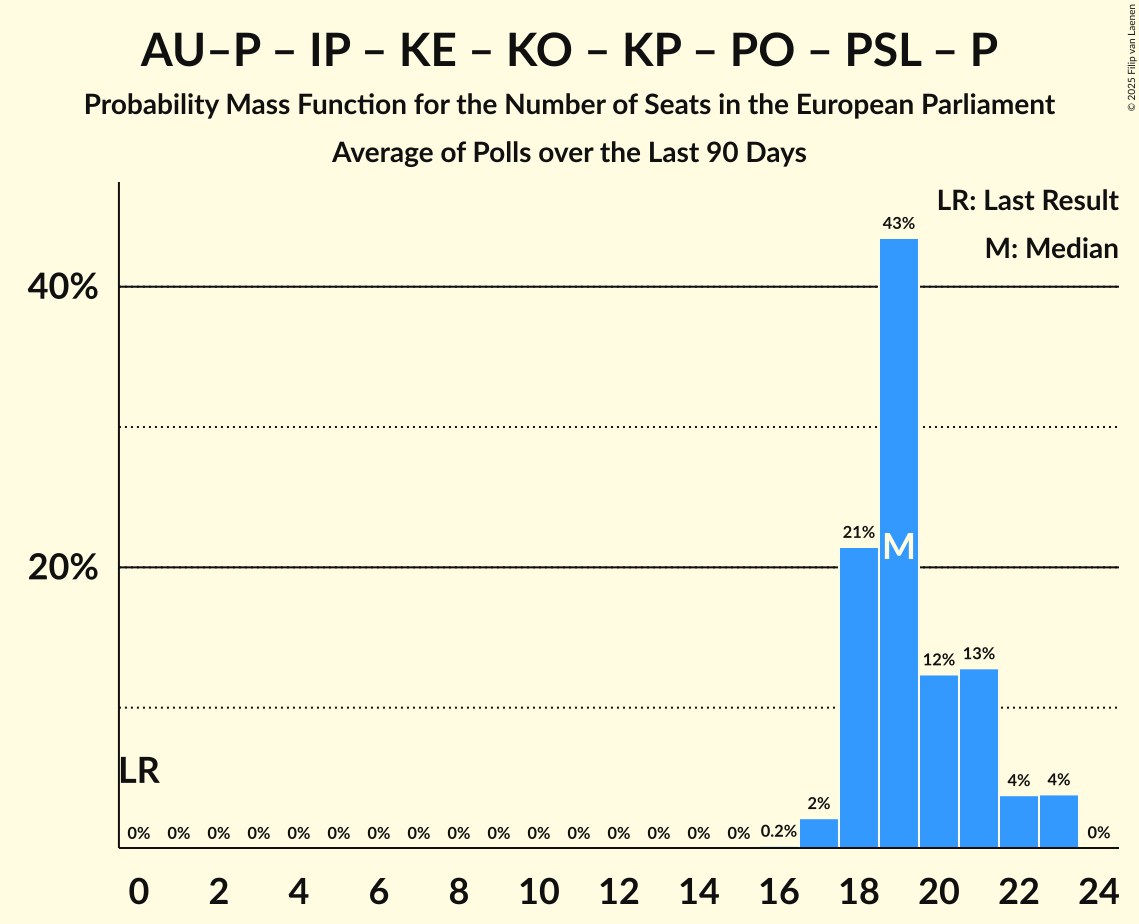 AU–P – IP – KE – KO – KP – PO – PSL – P
Probability Mass Function for the Number of Seats in the European Parliament
Average of Polls over the Last 90 Days
© 2025 Filip van Laenen
LR: Last Result
M: Median
40%
20%
43%
21%
M
12%
13%
LR
0% 0% 0% 0% 0% 0% 0% 0% 0% 0% 0% 0% 0% 0% 0% 0% 0.2% 2% 4% 4% 0%
0 2 4 6 8 10 12 14 16 18 20 22 24